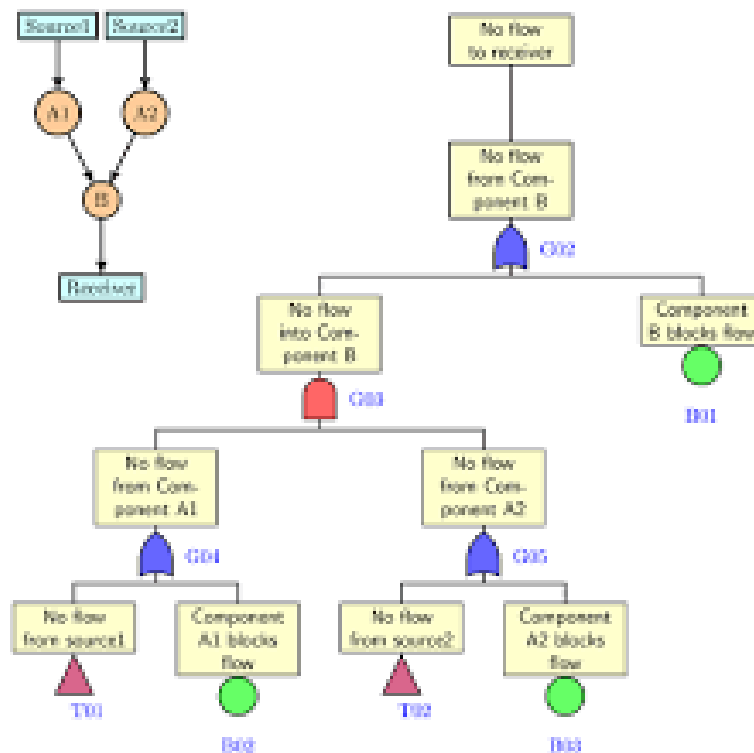 Source1 Source2
A1 A2
B
Receiver
No flow
to receiver
No flow
from Com-
ponent B
G02
No flow
into Com-
ponent B
Component
B blocks flow
G03
B01
No flow
from Com-
ponent A1
No flow
from Com-
ponent A2
G04
G05
No flow
from source1
Component
A1 blocks
flow
No flow
from source2
Component
A2 blocks
flow
T01
T02
B02
B03